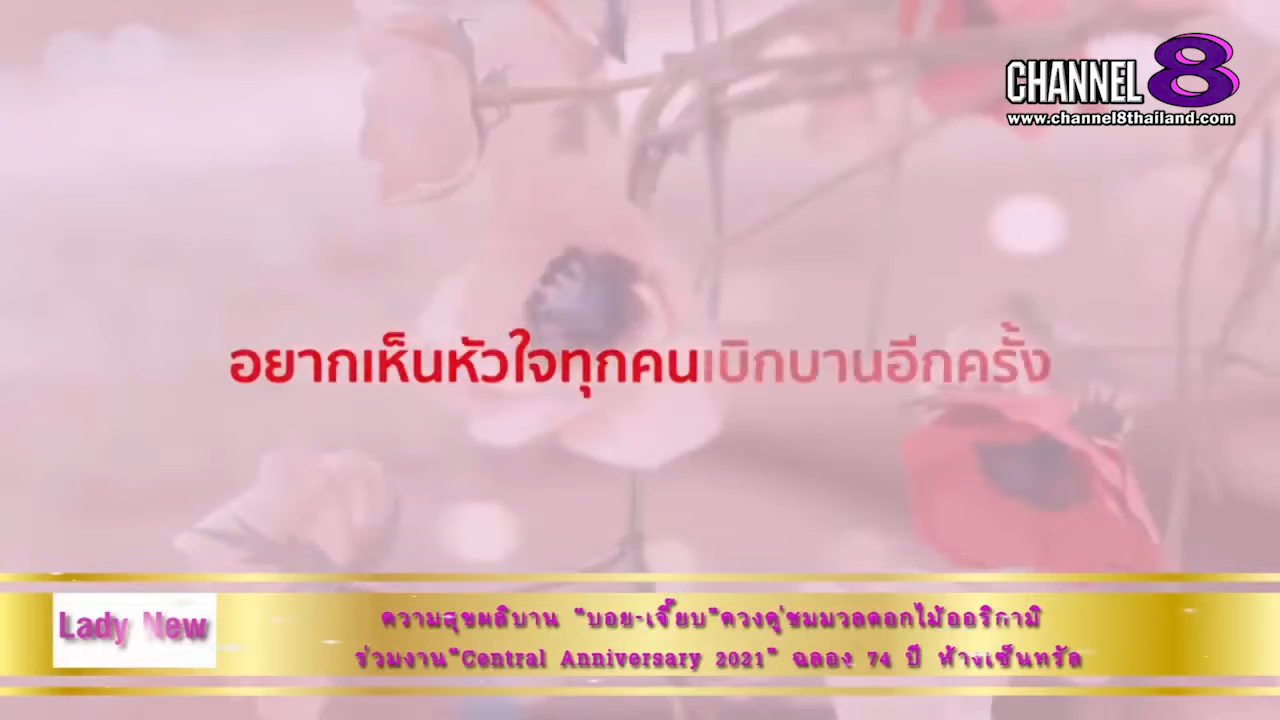 CHANNEL 8
www.channel8thailand.com
อยากเห็นหัวใจทุกคนเบิกบานอีกครั้ง
Lady New
ความสุขผลิบาน "บอย-เจี๊ยบ"ควงคู่ชมมวลดอกไม้ออริกามิ
ร่วมงาน"Central Anniversary 2021" ฉลอง 74 ปี ห้างเซ็นทรัล